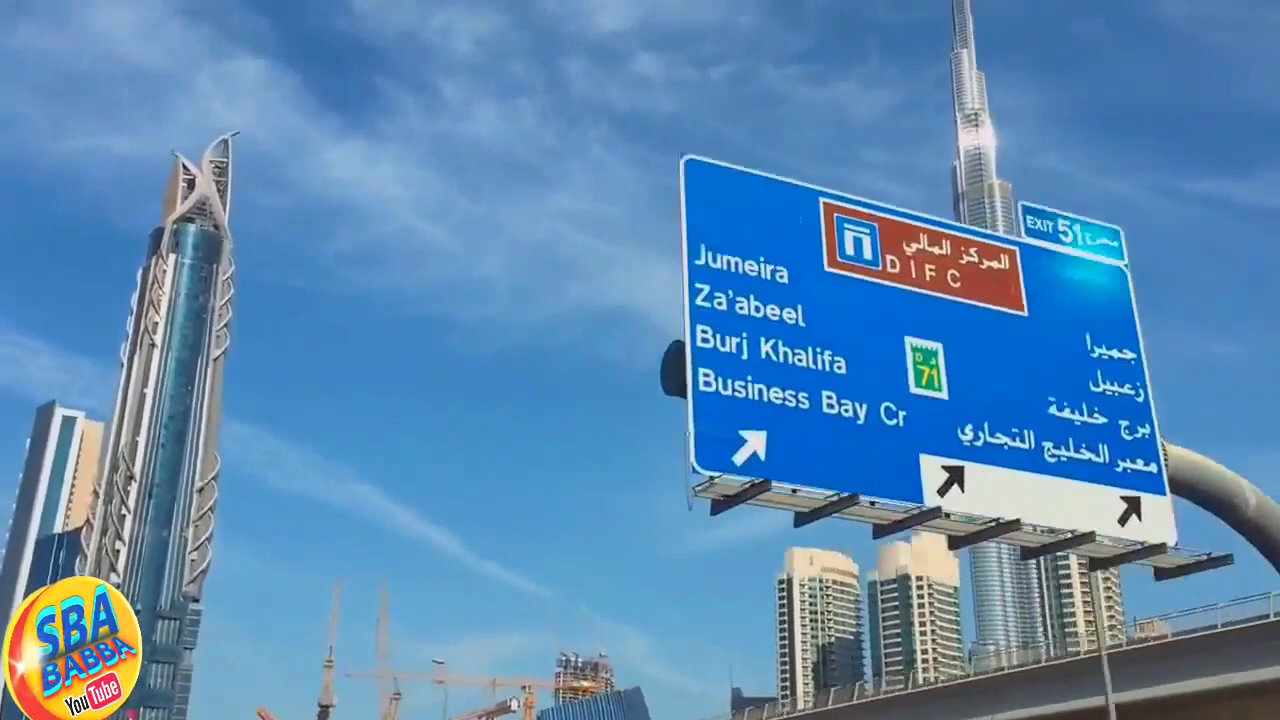 EXIT 51 مخرج
المركز المالي
DIFC
Jumeira
Za'abeel
Burj Khalifa
Business Bay Cr
د D
71
جميرا
زعبيل
برج خليفة
معبر الخليج التجاري
SBA
BABBA
YouTube